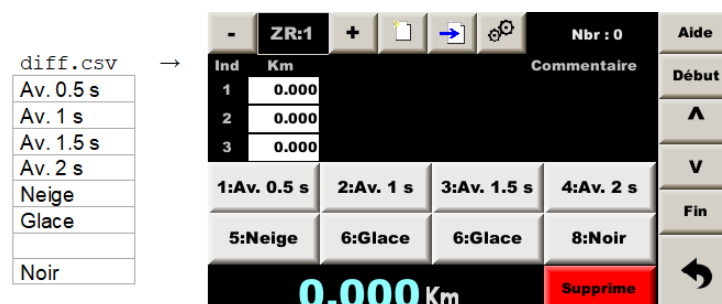 - ZR:1 + Nbr : 0 Aide
diff.csv →
Ind Km Commentaire
Début
Av. 0.5 s
Av. 1 s
Av. 1.5 s
Av. 2 s
Neige
Glace
Noir
1 0.000
2 0.000
3 0.000
Λ
V
Fin
1:Av. 0.5 s 2:Av. 1 s 3:Av. 1.5 s 4:Av. 2 s
5:Neige 6:Glace 6:Glace 8:Noir
0.000 Km Supprime